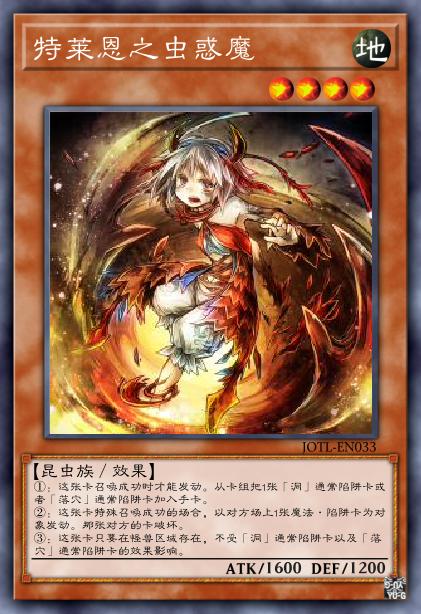 特莱恩之虫惑魔
地
JOTL-EN033
【昆虫族／效果】
①：这张卡召唤成功时才能发动。从卡组把1张「洞」通常陷阱卡或
者「落穴」通常陷阱卡加入手卡。
②：这张卡特殊召唤成功的场合，以对方场上1张魔法·陷阱卡为对
象发动。那张对方的卡破坏。
③：这张卡只要在怪兽区域存在，不受「洞」通常陷阱卡以及「落
穴」通常陷阱卡的效果影响。
ATK/1600 DEF/1200